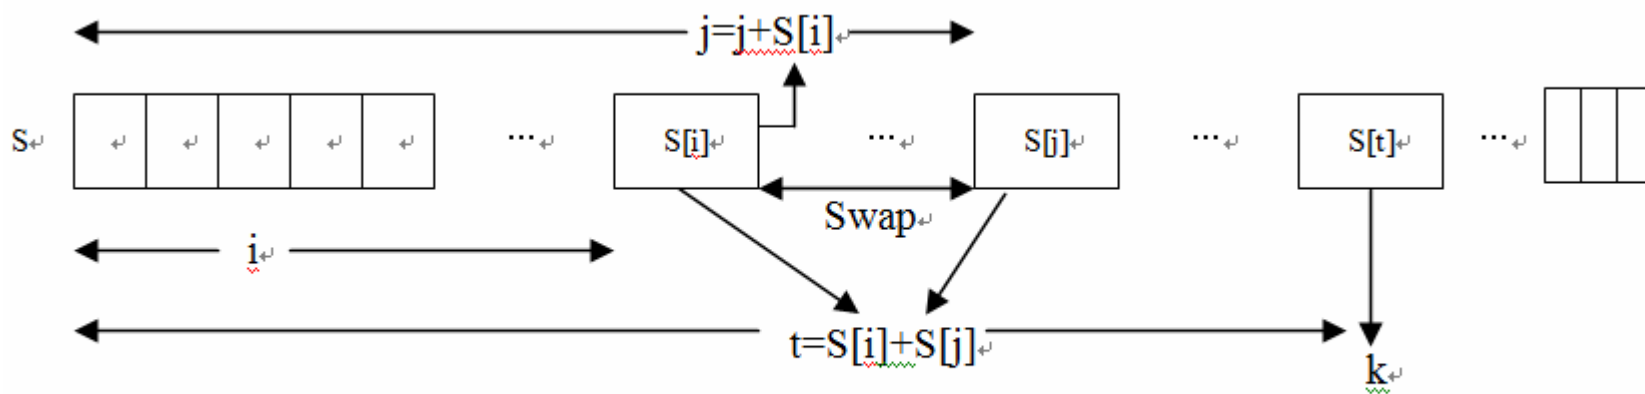 j=j+S[i]↵
S↵ ↵ ↵ ↵ ↵ ↵ ...↵ S[i]↵ ...↵ S[j]↵ ...↵ S[t]↵ ...↵
Swap↵
i↵
t=S[i]+S[j]↵
k↵